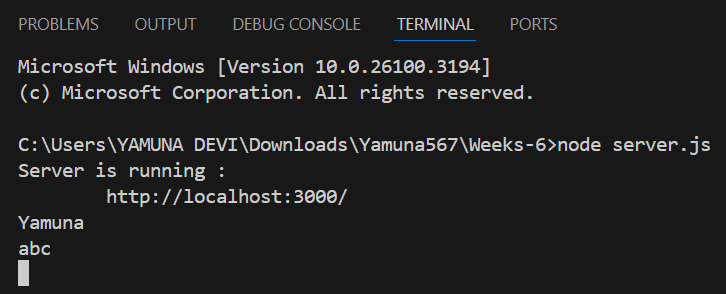 PROBLEMS OUTPUT DEBUG CONSOLE TERMINAL PORTS
Microsoft Windows [Version 10.0.26100.3194]
(c) Microsoft Corporation. All rights reserved.
C:\Users\YAMUNA DEVI\Downloads\Yamuna567\Weeks-6>node server.js
Server is running :
http://localhost:3000/
Yamuna
abc